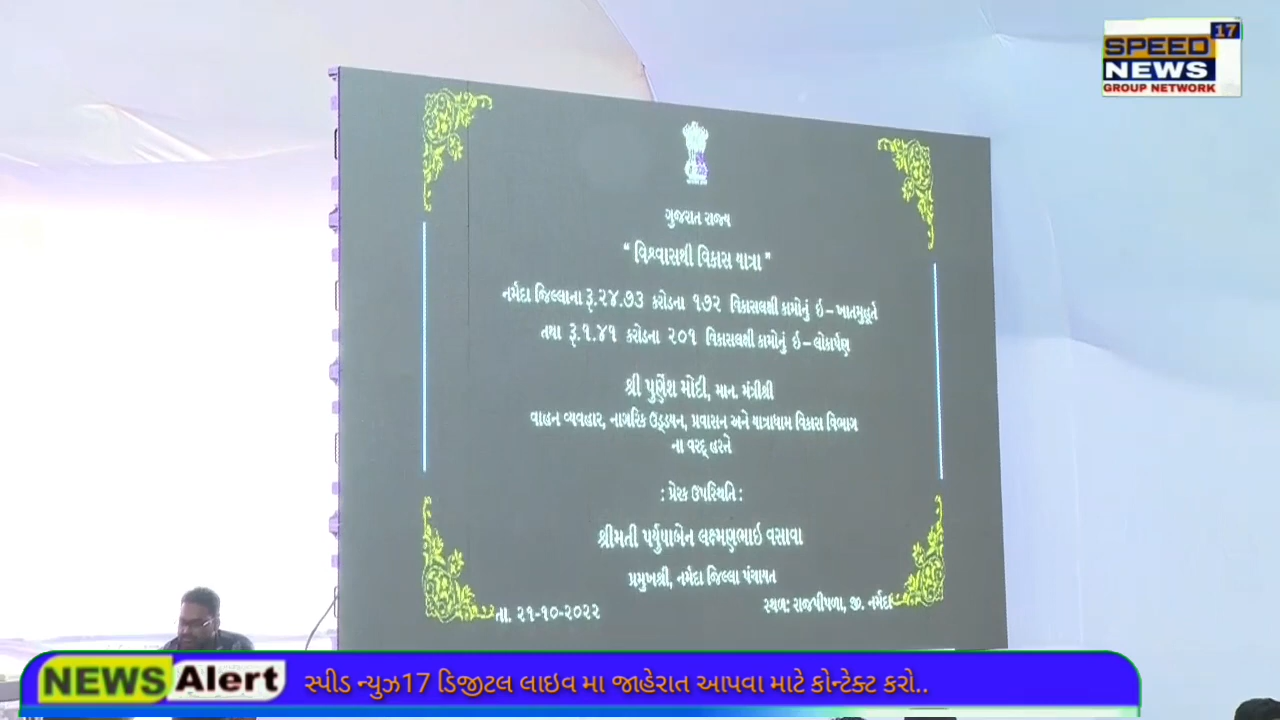 SPEED 17
NEWS
GROUP NETWORK
ગુજરાત રાજ્ય
“ વિશ્વાસથી વિકાસ યાત્રા ”
નર્મદા જિલ્લાના રૂ.૨૪.૭૩ કરોડના ૧૭૨ વિકાસલક્ષી કામોનું ઇ – ખાતમુહૂર્ત
તથા રૂ.૧.૪૧ કરોડના ૨૦૧ વિકાસલક્ષી કામોનું ઇ – લોકાર્પણ
શ્રી પુર્ણેશ મોદી, માન. મંત્રીશ્રી
વાહન વ્યવહાર, નાગરિક ઉડ્ડયન, પ્રવાસન અને યાત્રાધામ વિકાસ વિભાગ
ના વરદ્ હસ્તે
: પ્રેરક ઉપસ્થિતિ :
શ્રીમતી પર્યુષાબેન લક્ષ્મણભાઇ વસાવા
પ્રમુખશ્રી, નર્મદા જિલ્લા પંચાયત
તા. ૨૧-૧૦-૨૦૨૨ સ્થળ: રાજપીપળા, જી. નર્મદા
NEWS Alert સ્પીડ ન્યુઝ17 ડિજીટલ લાઇવ મા જાહેરાત આપવા માટે કોન્ટેક્ટ કરો..